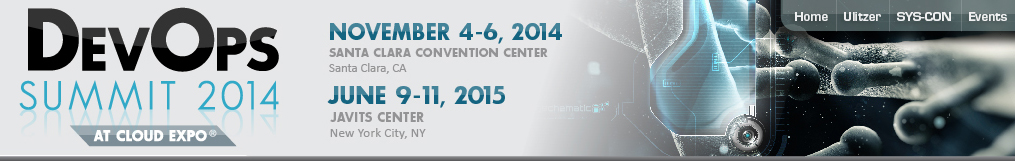 DEVOPS
SUMMIT 2014
AT CLOUD EXPO®
NOVEMBER 4-6, 2014
SANTA CLARA CONVENTION CENTER
Santa Clara, CA
JUNE 9-11, 2015
JAVITS CENTER
New York City, NY
Home Ulitzer SYS-CON Events